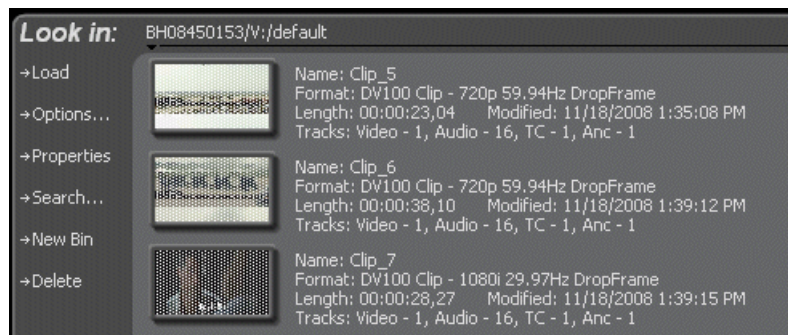 Look in: BH08450153/V:/default
→Load
→Options...
→Properties
→Search...
→New Bin
→Delete
Name: Clip_5
Format: DV100 Clip - 720p 59.94Hz DropFrame
Length: 00:00:23,04 Modified: 11/18/2008 1:35:08 PM
Tracks: Video - 1, Audio - 16, TC - 1, Anc - 1
Name: Clip_6
Format: DV100 Clip - 720p 59.94Hz DropFrame
Length: 00:00:38,10 Modified: 11/18/2008 1:39:12 PM
Tracks: Video - 1, Audio - 16, TC - 1, Anc - 1
Name: Clip_7
Format: DV100 Clip - 1080i 29.97Hz DropFrame
Length: 00:00:28,27 Modified: 11/18/2008 1:39:15 PM
Tracks: Video - 1, Audio - 16, TC - 1, Anc - 1